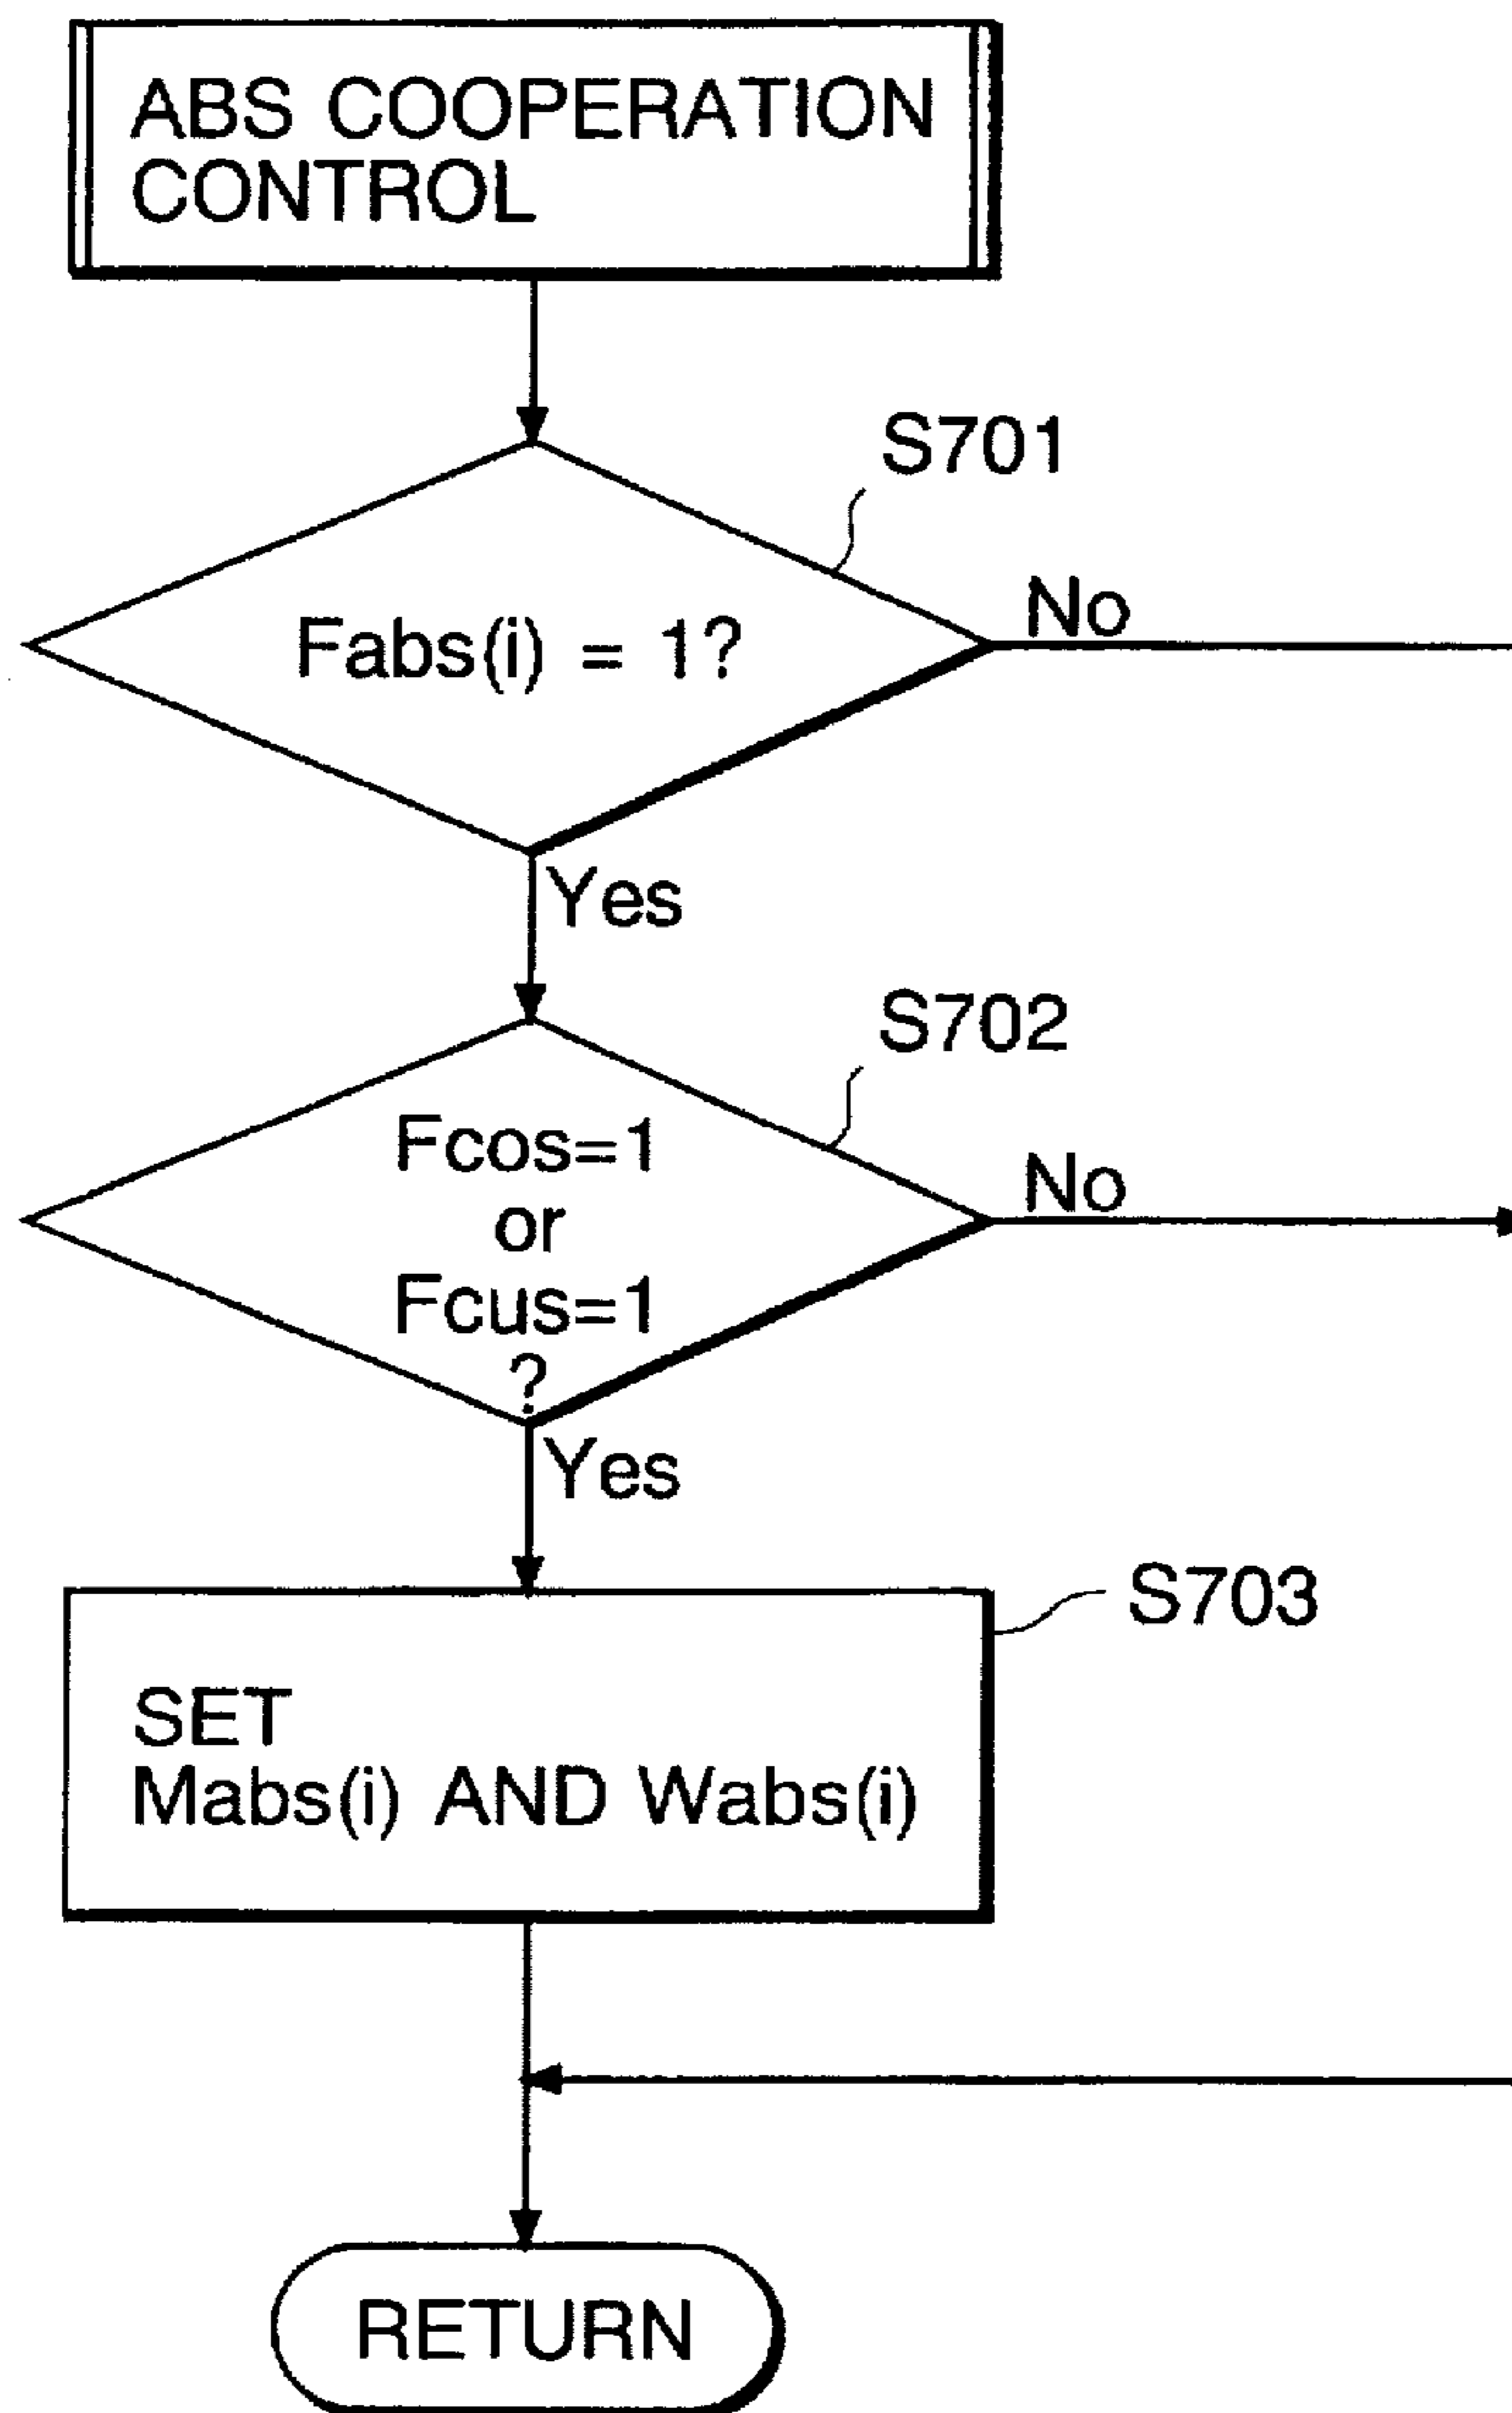 ABS COOPERATION
CONTROL
S701
Fabs(i) = 1?
No
Yes
S702
Fcos=1
or
Fcus=1
?
No
Yes
S703
SET
Mabs(i) AND Wabs(i)
RETURN